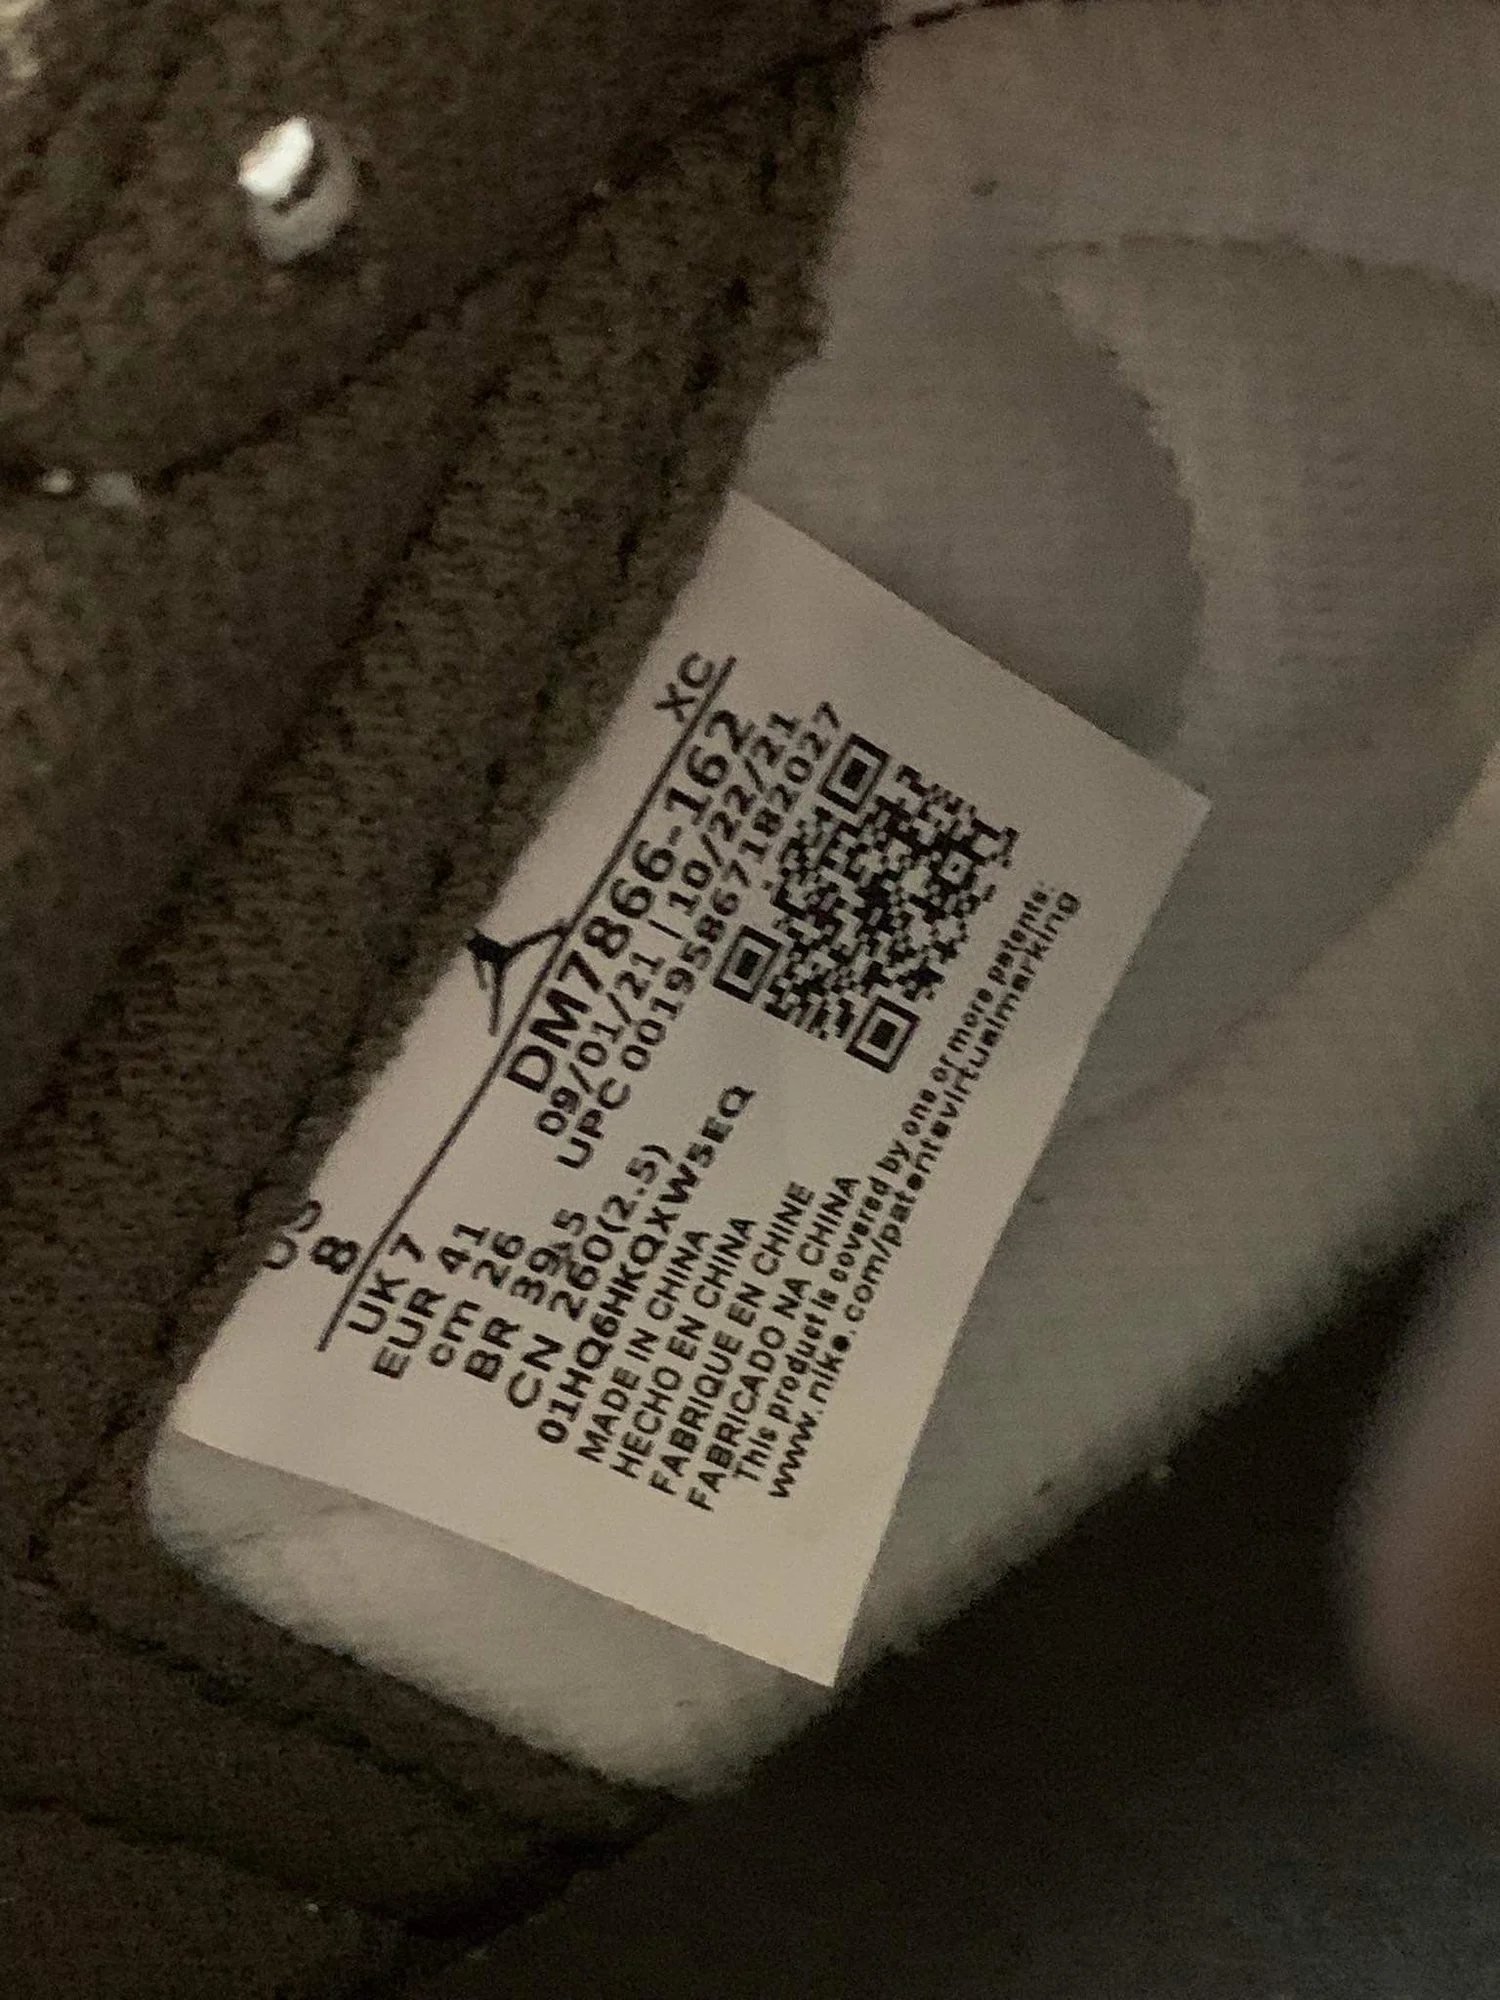 US
8
XC
UK 7
EUR 41
cm 26
BR 39.5
CN 260(2.5)
DM7866-162
09/01/21 | 10/22/21
UPC 00195867182027
01HQ6HKQXW5EQ
MADE IN CHINA
HECHO EN CHINA
FABRIQUE EN CHINE
FABRICADO NA CHINA
This product is covered by one or more patents:
www.nike.com/patentsvirtualmarking